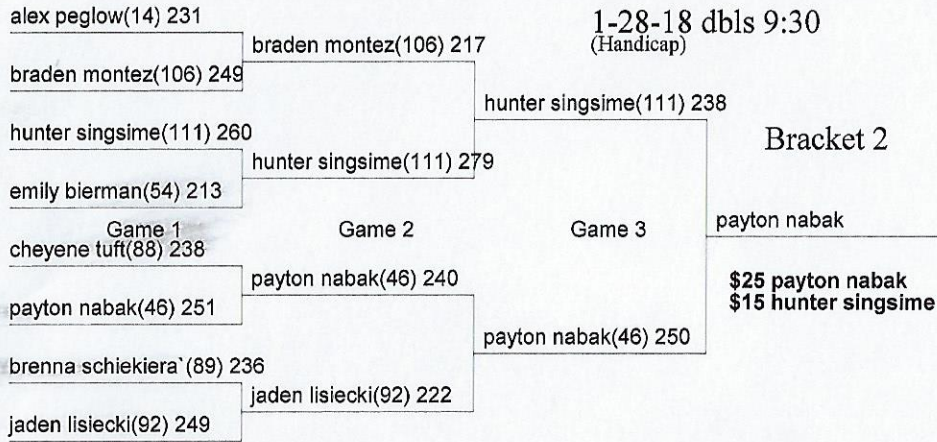 1-28-18 dbls 9:30
(Handicap)
Bracket 2
alex peglow(14) 231
braden montez(106) 249
hunter singsime(111) 260
emily bierman(54) 213
Game 1
cheyene tuft(88) 238
payton nabak(46) 251
brenna schiekiera`(89) 236
jaden lisiecki(92) 249
braden montez(106) 217
hunter singsime(111) 279
Game 2
payton nabak(46) 240
jaden lisiecki(92) 222
hunter singsime(111) 238
Game 3
payton nabak(46) 250
payton nabak
$25 payton nabak
$15 hunter singsime